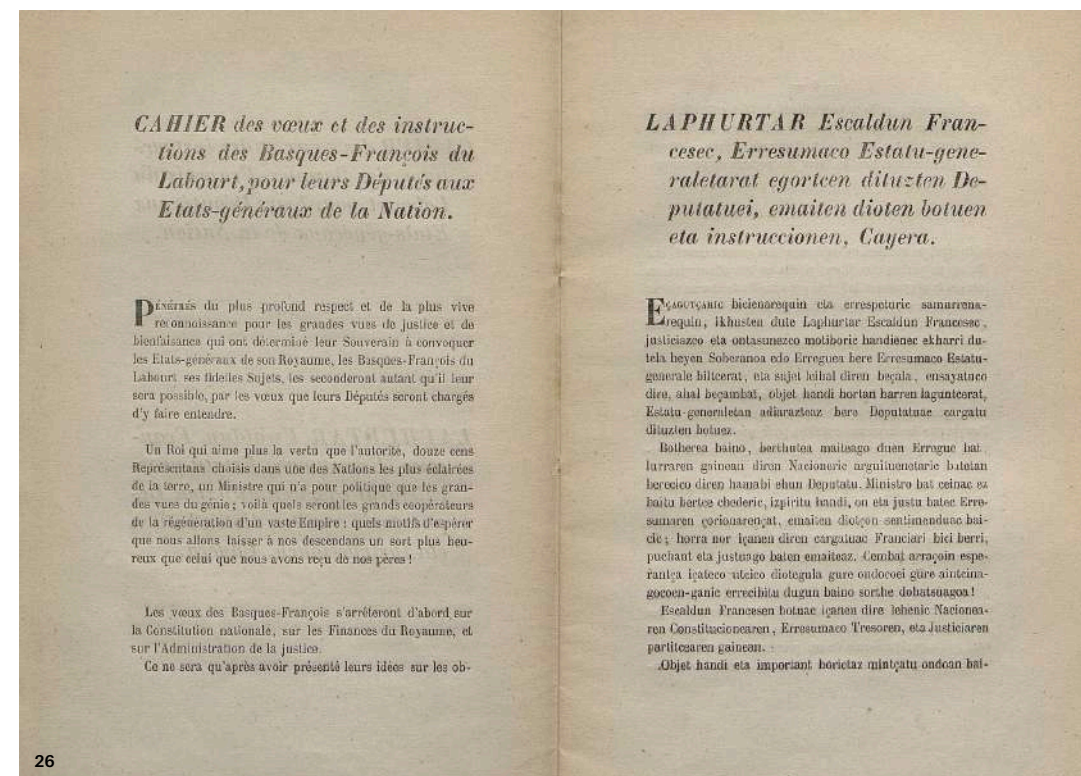 CAHIER des vœux et des instruc-
tions des Basques-François du
Labourt, pour leurs Députés aux
Etats-généraux de la Nation.
PÉNÉTRÉS du plus profond respect et de la plus vive
reconnoissance pour les grandes vues de justice et de
bienfaisance qui ont déterminé leur Souverain à convoquer
les Etats-généraux de son Royaume, les Basques-François du
Labourt ses fidelles Sujets, les seconderont autant qu'il leur
sera possible, par les vœux que leurs Députés seront chargés
d'y faire entendre.
Un Roi qui aime plus la vertu que l'autorité, douze cens
Représentans choisis dans une des Nations les plus éclairées
de la terre, un Ministre qui n'a pour politique que les gran-
des vues du génie ; voilà quels seront les grands coopérateurs
de la régénération d'un vaste Empire : quels motifs d'espérer
que nous allons laisser à nos descendans un sort plus heu-
reux que celui que nous avons reçu de nos pères !
Les vœux des Basques-François s'arrêteront d'abord sur
la Constitution nationale, sur les Finances du Royaume, et
sur l'Administration de la justice.
Ce ne sera qu'après avoir présenté leurs idées sur les ob-
LAPHURTAR Escaldun Fran-
cesec, Erresumaco Estatu-gene-
raletarat egortcen dituzten De-
putatuei, emaiten dioten botuen
eta instruccionen, Cayera.
EÇAGUTÇARIC bicienarequin eta errespeturic samurrena-
requin, ikhusten dute Laphurtar Escaldun Francesec,
justiciazco eta ontasunezco motiboric handienec ekharri du-
tela heyen Soberanoa edo Erreguea bere Erresumaco Estatu-
generale biltcerat, eta sujet leihal diren beçala, ensayatuco
dire, ahal beçambat, objet handi hortan harren laguntcerat,
Estatu-generaletan adiarazteaz bere Deputatuac cargatu
dituzten botuez.
Botherea baino, berthutea maiteago duen Erregue bat
lurraren gainean diren Nacioneric arguituenetaric batetan
berecico diren hamabi ehun Deputatu. Ministro bat ceinac ez
baitu bertce chederic, izpiritu handi, on eta justu batec Erre-
sumaren çorionarençat, emaiten diotçon sentimenduac bai-
cic ; horra nor içanen diren cargatuac Franciari bici berri,
puchant eta justuago baten emaiteaz. Cembat arraçoin espe-
rantça içateco utcico diotegula gure ondocoei gure aintcina-
gocoen-ganic errecibitu dugun baino sorthe dohatsuagoa !
Escaldun Francesen botuac içanen dire lehenic Nacionea-
ren Constitucionearen, Erresumaco Tresoren, eta Justiciaren
partitcearen gainean.
Objet handi eta important horietaz mintçatu ondoan bai-
26